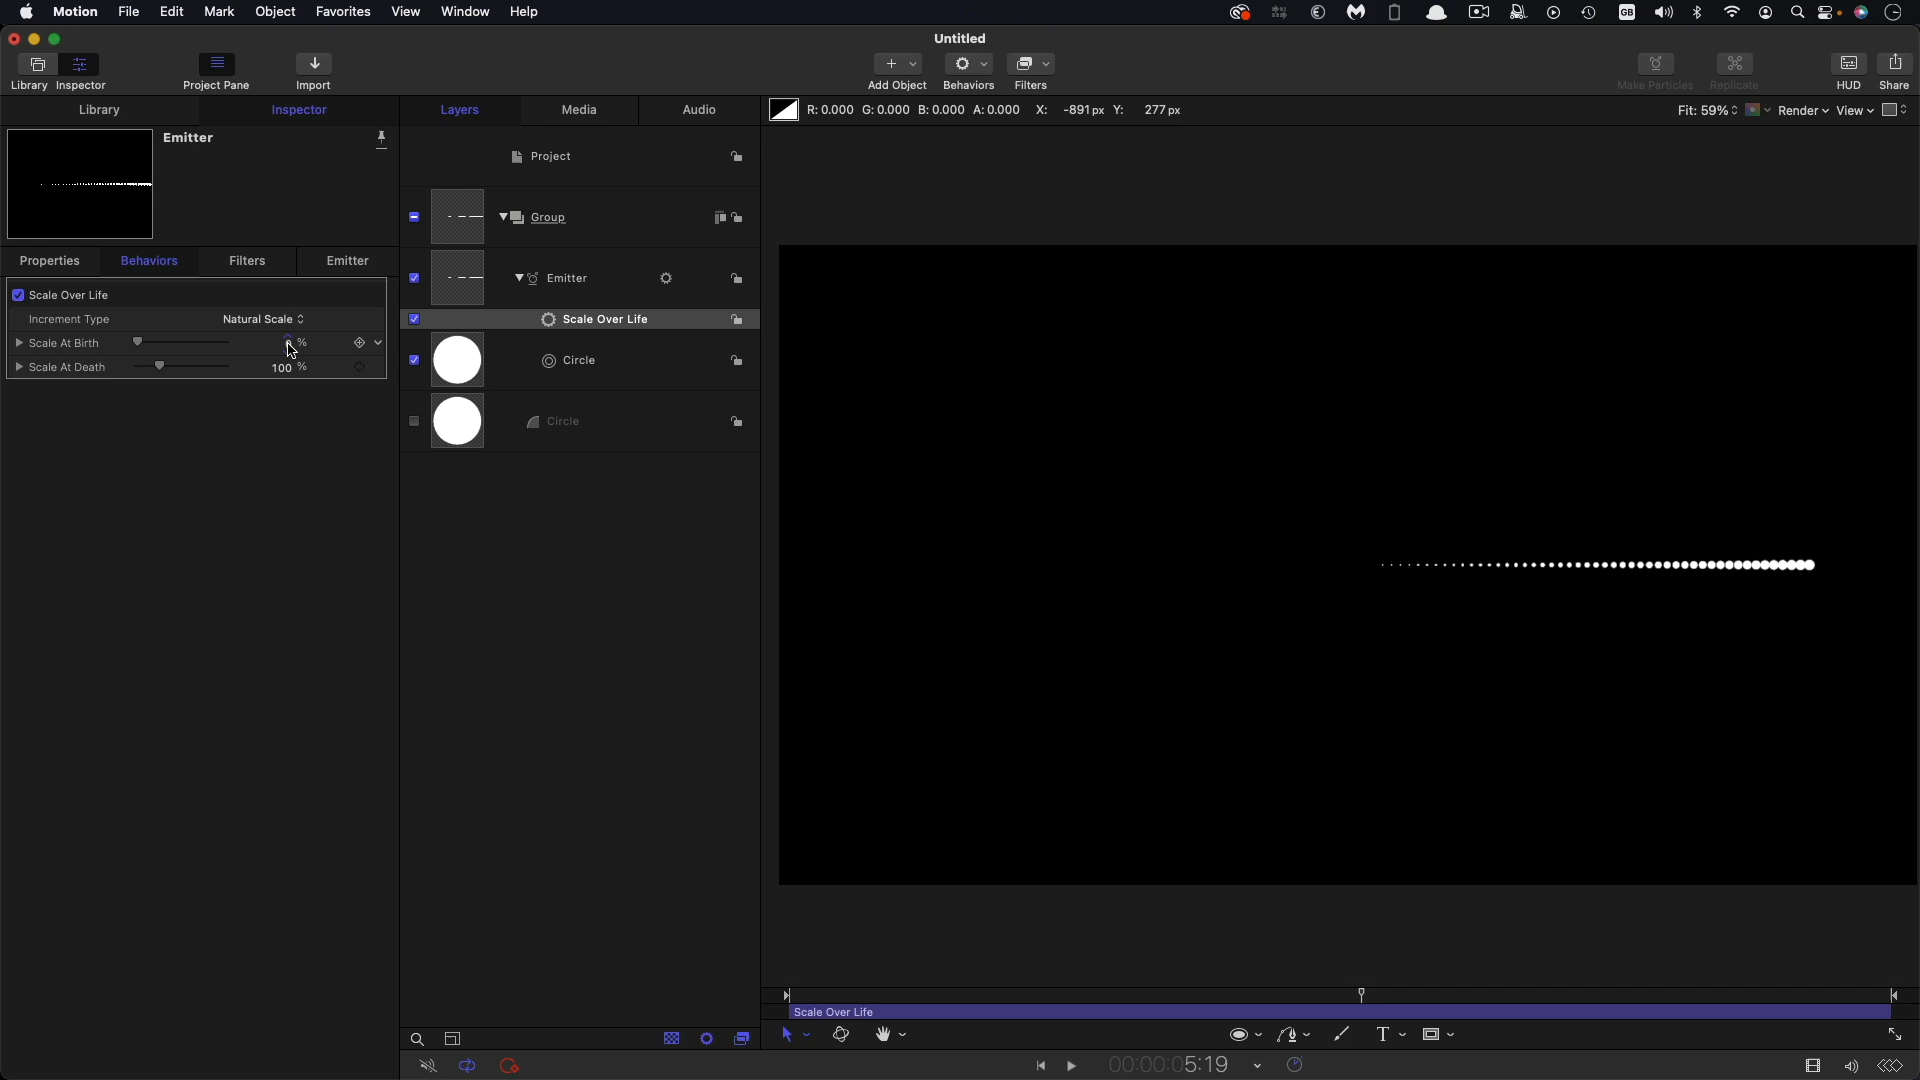 Motion File Edit Mark Object Favorites View Window Help
GB
Untitled
Library Inspector Project Pane Import Add Object Behaviors Filters Make Particles Replicate HUD Share
Library Inspector Layers Media Audio R: 0.000 G: 0.000 B: 0.000 A: 0.000 X: -891 px Y: 277 px Fit: 59% Render View
Emitter
Project
Group
Properties Behaviors Filters Emitter
Emitter
Scale Over Life
Increment Type Natural Scale
Scale Over Life
Scale At Birth %
Scale At Death 100 %
Circle
Circle
Scale Over Life
T
00:00:05:19